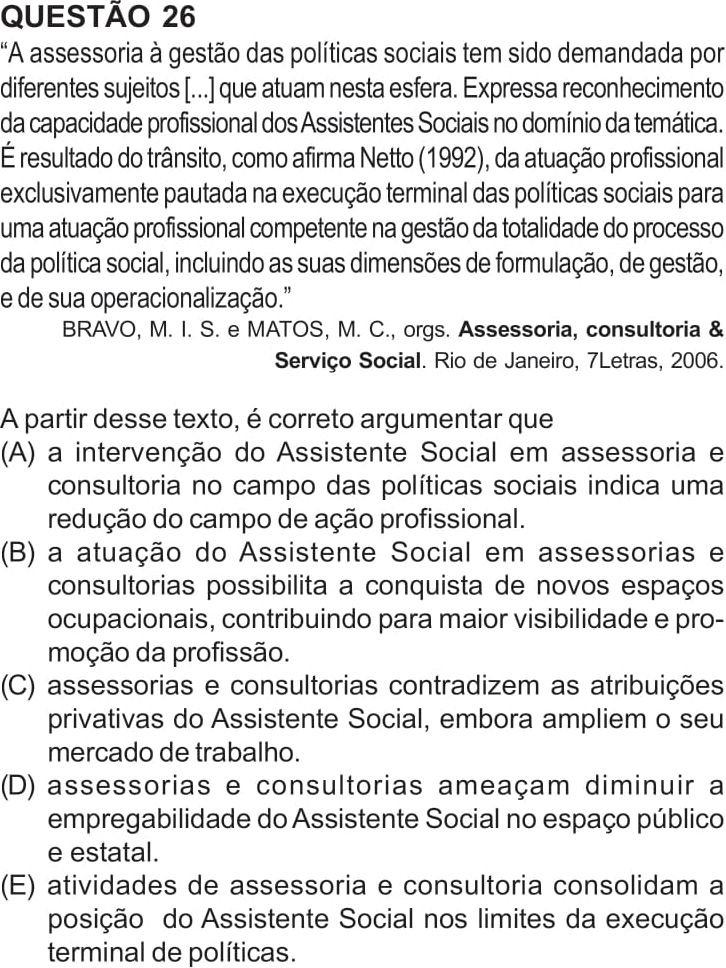 QUESTÃO 26
“A assessoria à gestão das políticas sociais tem sido demandada por
diferentes sujeitos [...] que atuam nesta esfera. Expressa reconhecimento
da capacidade profissional dos Assistentes Sociais no domínio da temática.
É resultado do trânsito, como afirma Netto (1992), da atuação profissional
exclusivamente pautada na execução terminal das políticas sociais para
uma atuação profissional competente na gestão da totalidade do processo
da política social, incluindo as suas dimensões de formulação, de gestão,
e de sua operacionalização.”
BRAVO, M. I. S. e MATOS, M. C., orgs. Assessoria, consultoria &
Serviço Social. Rio de Janeiro, 7Letras, 2006.
A partir desse texto, é correto argumentar que
(A) a intervenção do Assistente Social em assessoria e
consultoria no campo das políticas sociais indica uma
redução do campo de ação profissional.
(B) a atuação do Assistente Social em assessorias e
consultorias possibilita a conquista de novos espaços
ocupacionais, contribuindo para maior visibilidade e pro-
moção da profissão.
(C) assessorias e consultorias contradizem as atribuições
privativas do Assistente Social, embora ampliem o seu
mercado de trabalho.
(D) assessorias e consultorias ameaçam diminuir a
empregabilidade do Assistente Social no espaço público
e estatal.
(E) atividades de assessoria e consultoria consolidam a
posição do Assistente Social nos limites da execução
terminal de políticas.